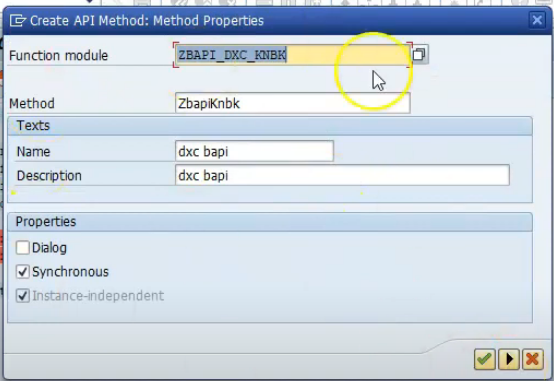 Create API Method: Method Properties
Function module ZBAPI_DXC_KNBK
Method ZbapiKnbk
Texts
Name dxc bapi
Description dxc bapi
Properties
Dialog
Synchronous
Instance-independent